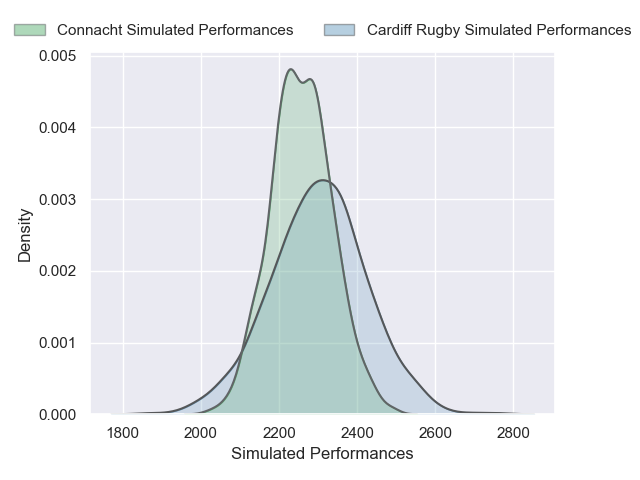 Connacht Simulated Performances Cardiff Rugby Simulated Performances
0.005
0.004
0.003
0.002
0.001
0.000
Density
1800 2000 2200 2400 2600 2800
Simulated Performances